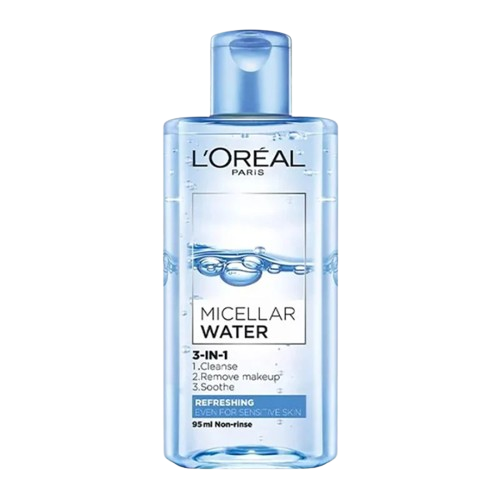 L'ORÉAL
PARIS
MICELLAR
WATER
3-IN-1
1.Cleanse
2.Remove makeup
3.Soothe
REFRESHING
EVEN FOR SENSITIVE SKIN
95ml Non-rinse